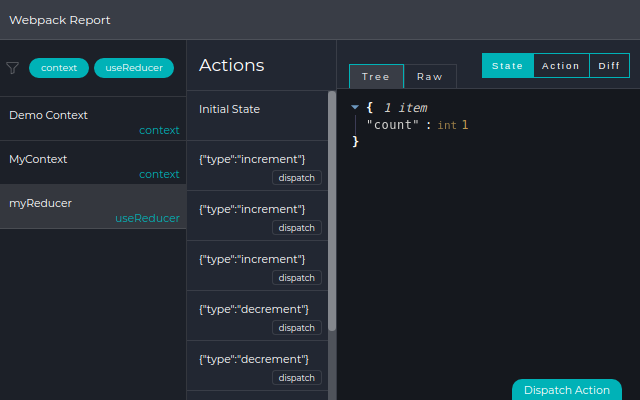 Webpack Report
context useReducer
Demo Context
context
MyContext
context
myReducer
useReducer
Actions
Initial State
{"type":"increment"}
dispatch
{"type":"increment"}
dispatch
{"type":"increment"}
dispatch
{"type":"decrement"}
dispatch
{"type":"decrement"}
dispatch
Tree Raw
State Action Diff
{ 1 item
"count" : int 1
}
Dispatch Action